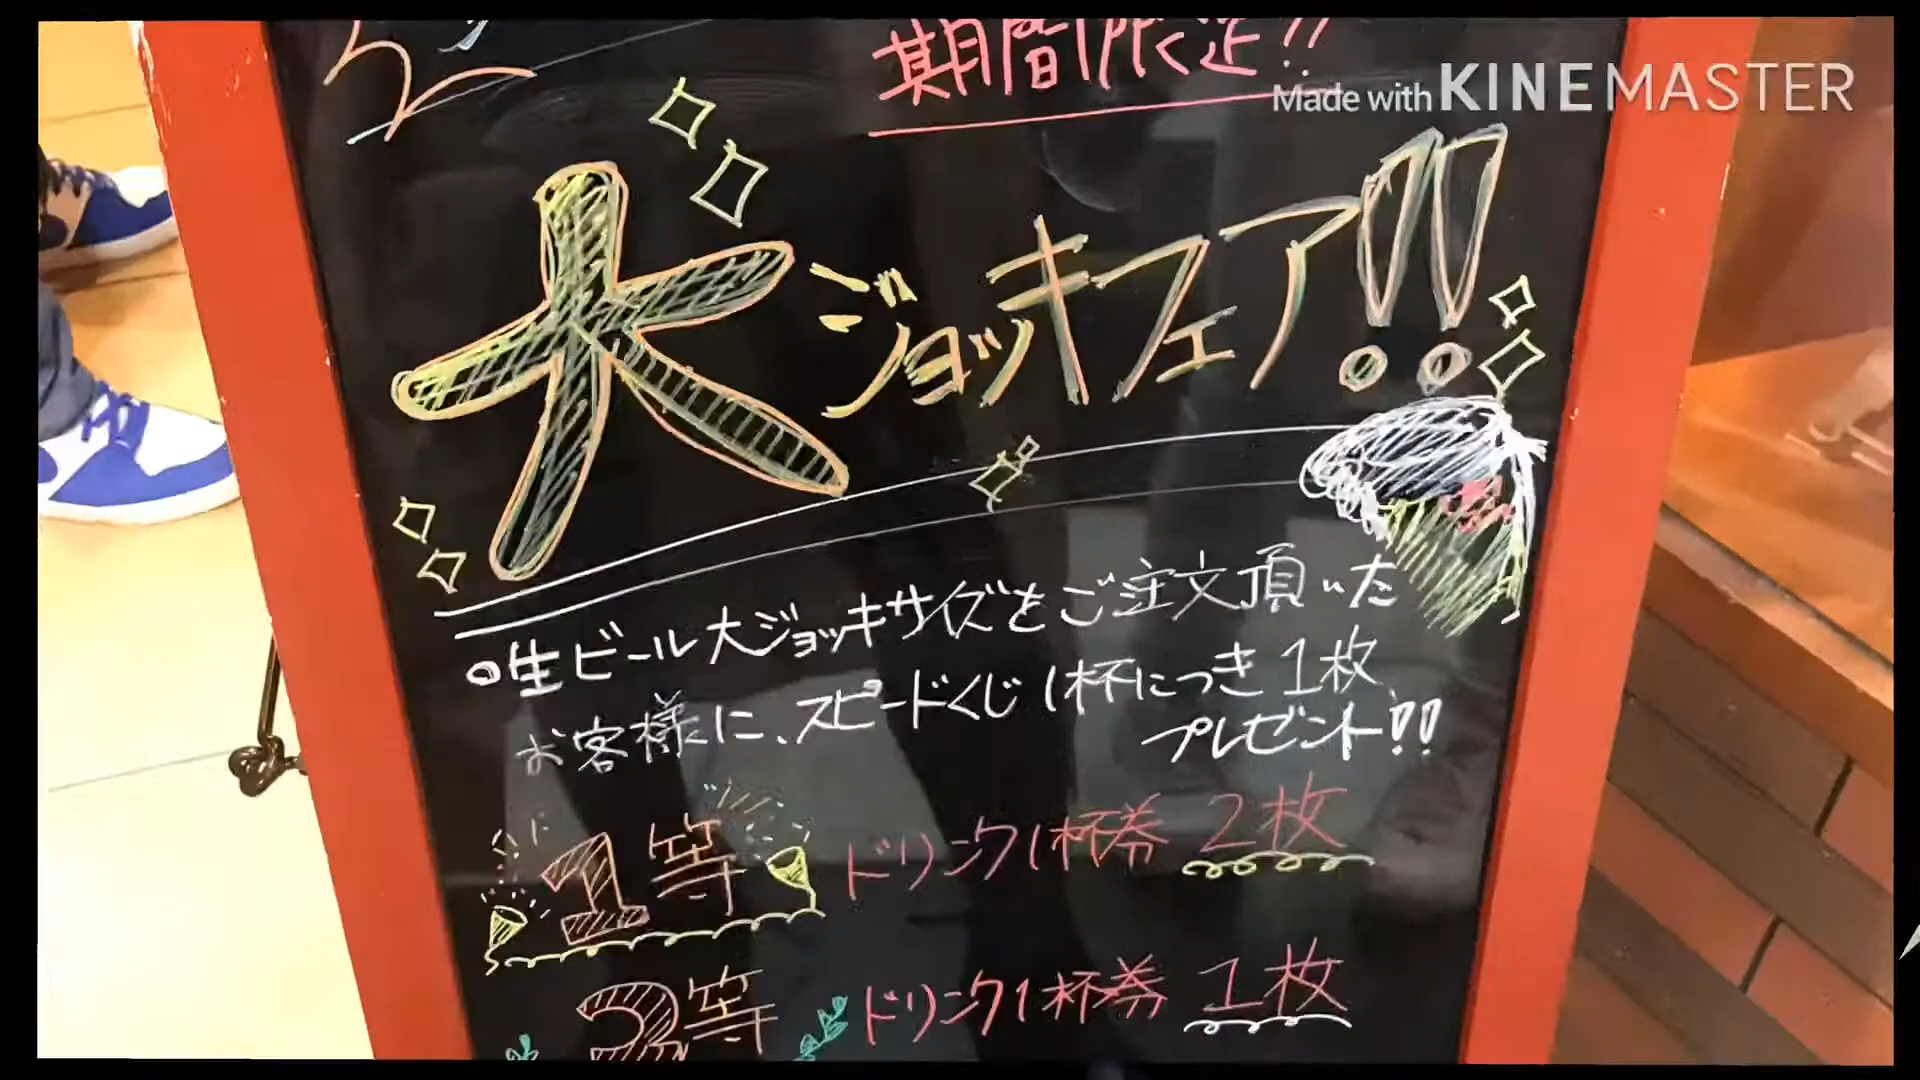 期間限定!!
Made with KINEMASTER
大ジョッキフェア!!
生ビール大ジョッキサイズをご注文頂いた
お客様に、スピードくじ1杯につき1枚
プレゼント!!
1等 ドリンク1杯券 2枚
2等 ドリンク1杯券 1枚